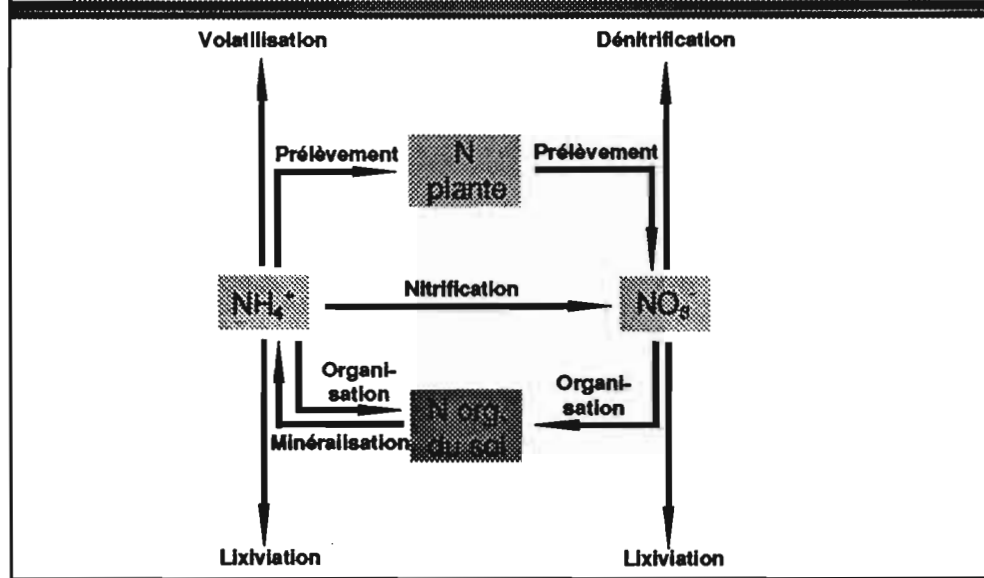 Volatilisation
Dénitrification
Prélèvement
N
plante
Prélèvement
NH₄⁺
Nitrification
NO₃⁻
Organi-
sation
Organi-
sation
N org.
du sol
Minéralisation
Lixiviation
Lixiviation